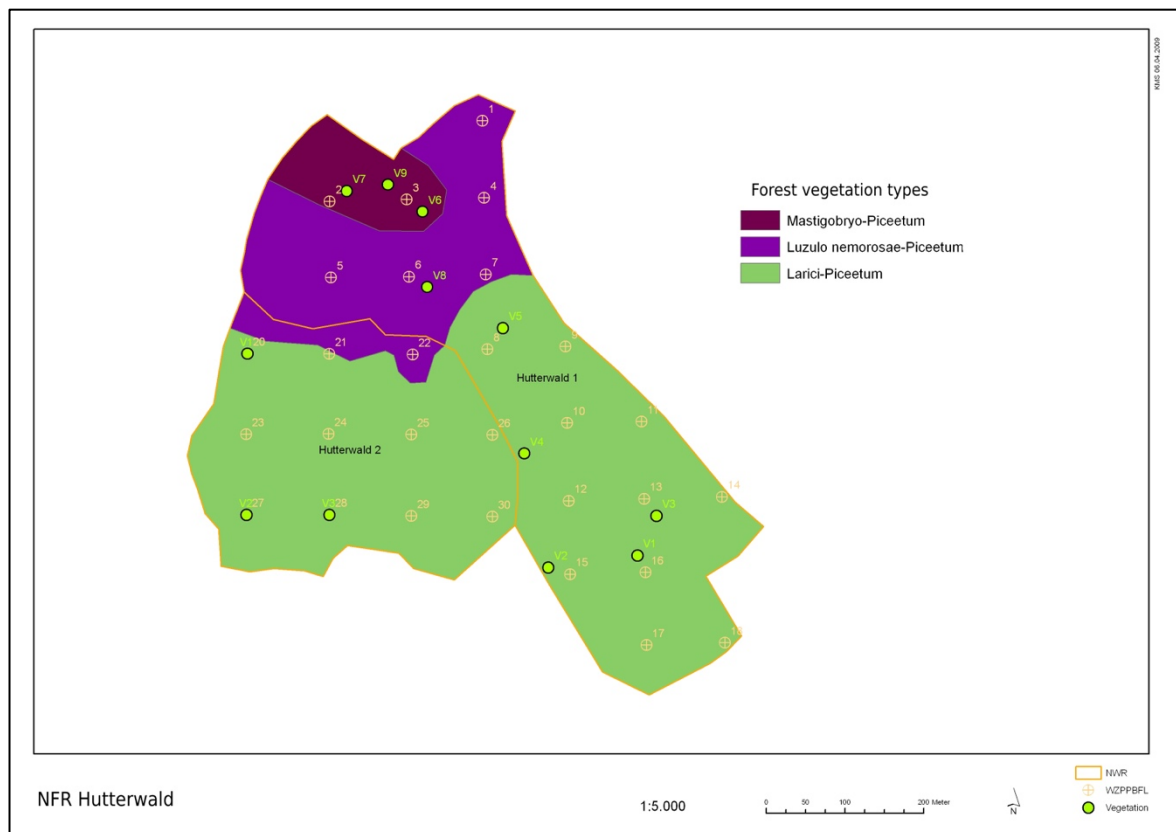 KMS 06.04.2009
1
V7 V9
2 3
V6
4
Forest vegetation types
Mastigobryo-Piceetum
Luzulo nemorosae-Piceetum
Larici-Piceetum
5 6 7
V8
V5
V1 20 21 22 8
Hutterwald 1
23 24 25 26 10 11
Hutterwald 2
V4
12 13 14
V2 27 V3 28 29 30 V3
V1
V2 15 16
17
NFR Hutterwald
1:5.000
0 50 100 200 Meter
N
NWR
WZPPBFL
Vegetation